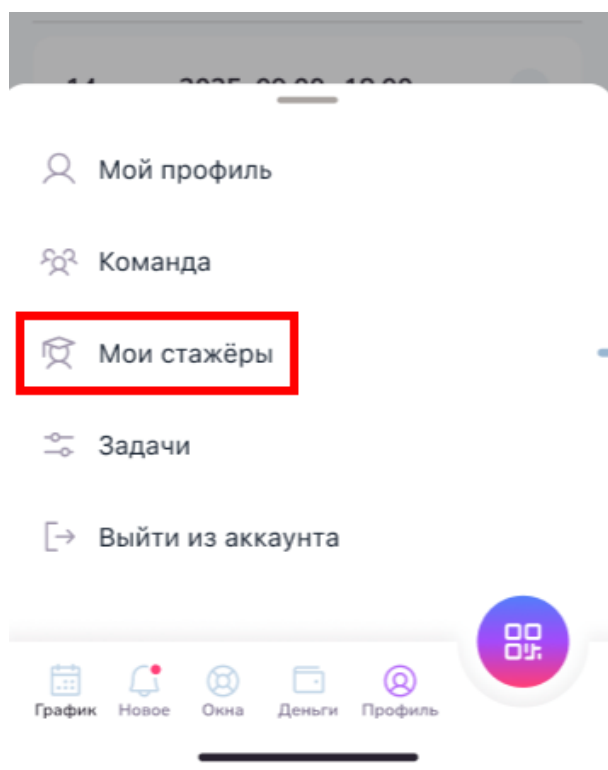 Мой профиль
Команда
Мои стажёры
Задачи
Выйти из аккаунта
График Новое Окна Деньги Профиль